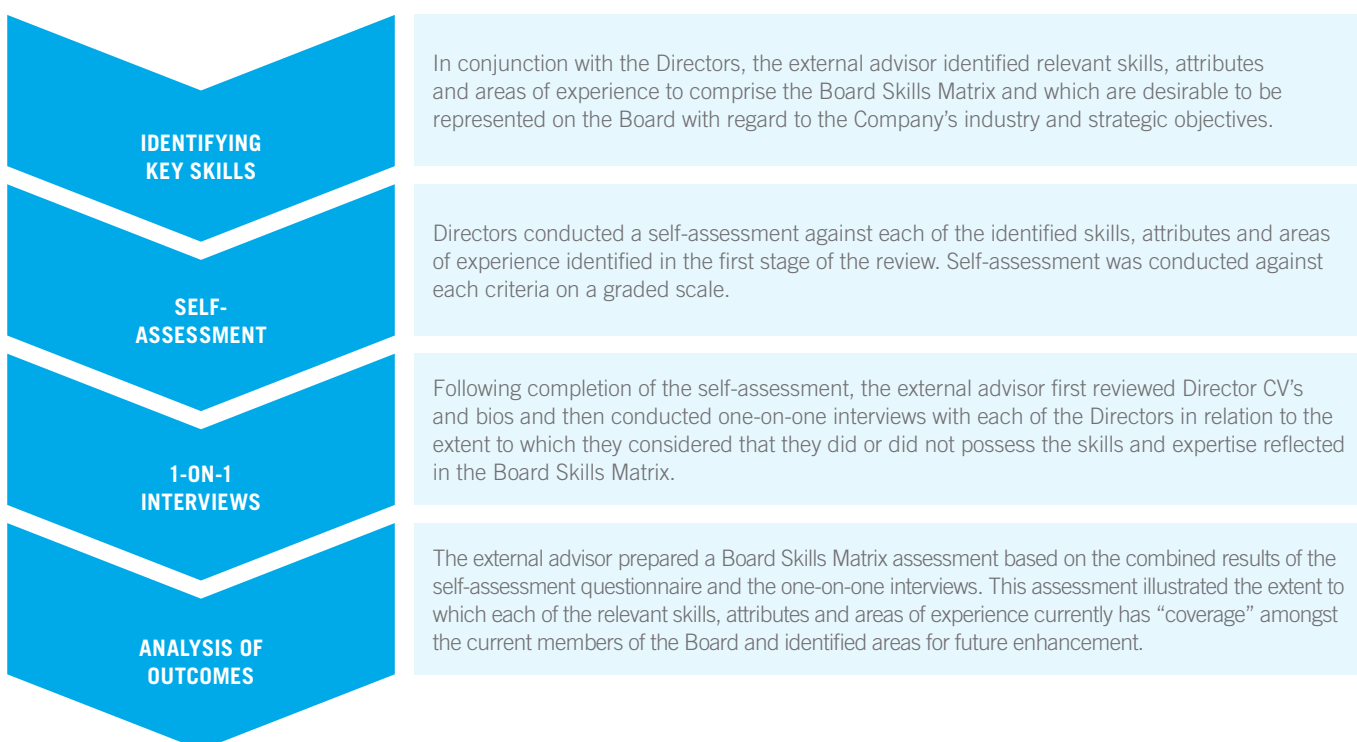 IDENTIFYING
KEY SKILLS
In conjunction with the Directors, the external advisor identified relevant skills, attributes
and areas of experience to comprise the Board Skills Matrix and which are desirable to be
represented on the Board with regard to the Company’s industry and strategic objectives.
SELF-
ASSESSMENT
Directors conducted a self-assessment against each of the identified skills, attributes and areas
of experience identified in the first stage of the review. Self-assessment was conducted against
each criteria on a graded scale.
1-ON-1
INTERVIEWS
Following completion of the self-assessment, the external advisor first reviewed Director CV’s
and bios and then conducted one-on-one interviews with each of the Directors in relation to the
extent to which they considered that they did or did not possess the skills and expertise reflected
in the Board Skills Matrix.
ANALYSIS OF
OUTCOMES
The external advisor prepared a Board Skills Matrix assessment based on the combined results of the
self-assessment questionnaire and the one-on-one interviews. This assessment illustrated the extent to
which each of the relevant skills, attributes and areas of experience currently has “coverage” amongst
the current members of the Board and identified areas for future enhancement.